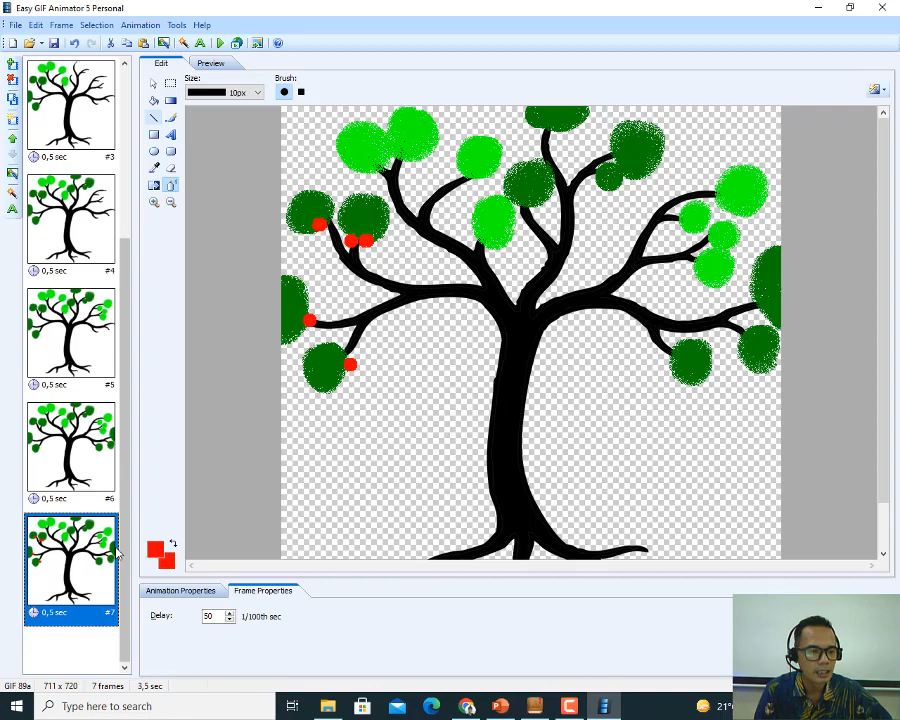 Easy GIF Animator 5 Personal
File Edit Frame Selection Animation Tools Help
Edit Preview
Size: Brush:
10px
0,5 sec #3
0,5 sec #4
0,5 sec #5
0,5 sec #6
0,5 sec #7
Animation Properties Frame Properties
Delay: 50 1/100th sec
GIF 89a 711 x 720 7 frames 3,5 sec
Type here to search
21°